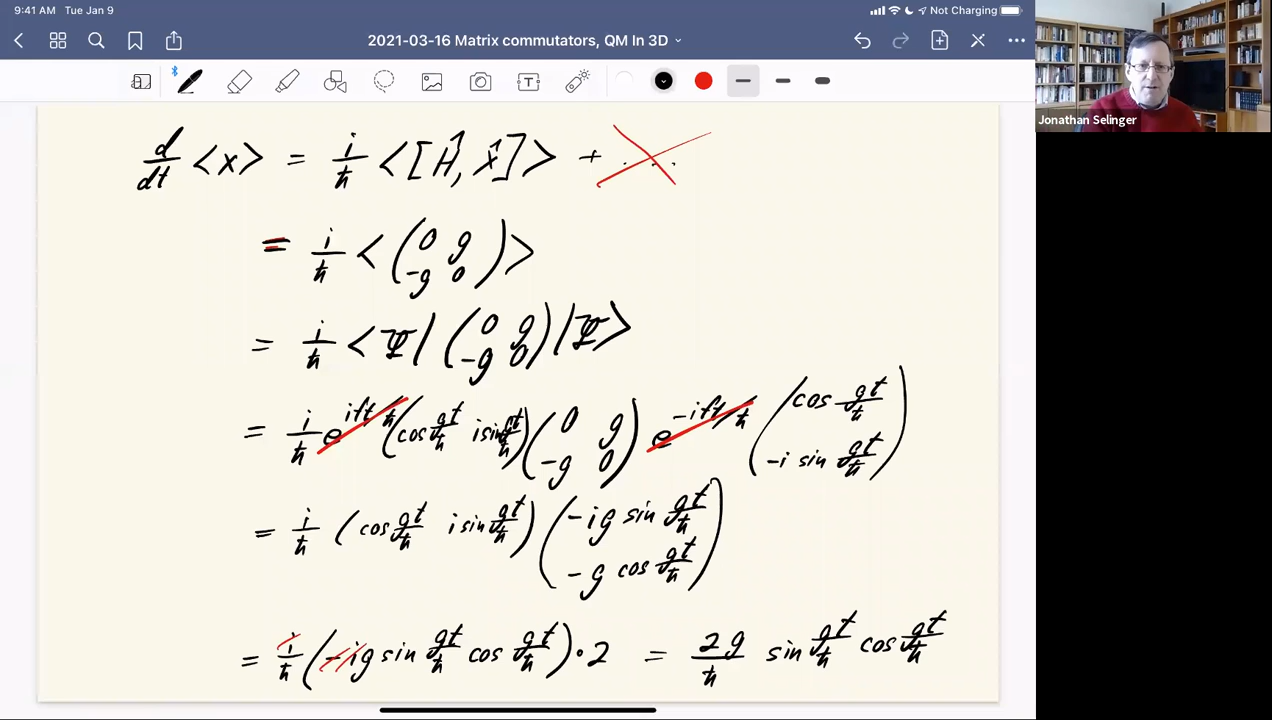 9:41 AM Tue Jan 9
Not Charging
2021-03-16 Matrix commutators, QM In 3D
Jonathan Selinger
d/dt <x> = i/ħ <[Ĥ, x̂]> + ...
= i/ħ <(0 g; -g 0)>
= i/ħ <Ψ| (0 g; -g 0) |Ψ>
= i/ħ e^{ift/ħ} (cos gt/ħ i sin gt/ħ) (0 g; -g 0) e^{-ift/ħ} (cos gt/ħ; -i sin gt/ħ)
= i/ħ (cos gt/ħ i sin gt/ħ) (-ig sin gt/ħ; -g cos gt/ħ)
= i/ħ (-ig sin gt/ħ cos gt/ħ)·2 = 2g/ħ sin gt/ħ cos gt/ħ